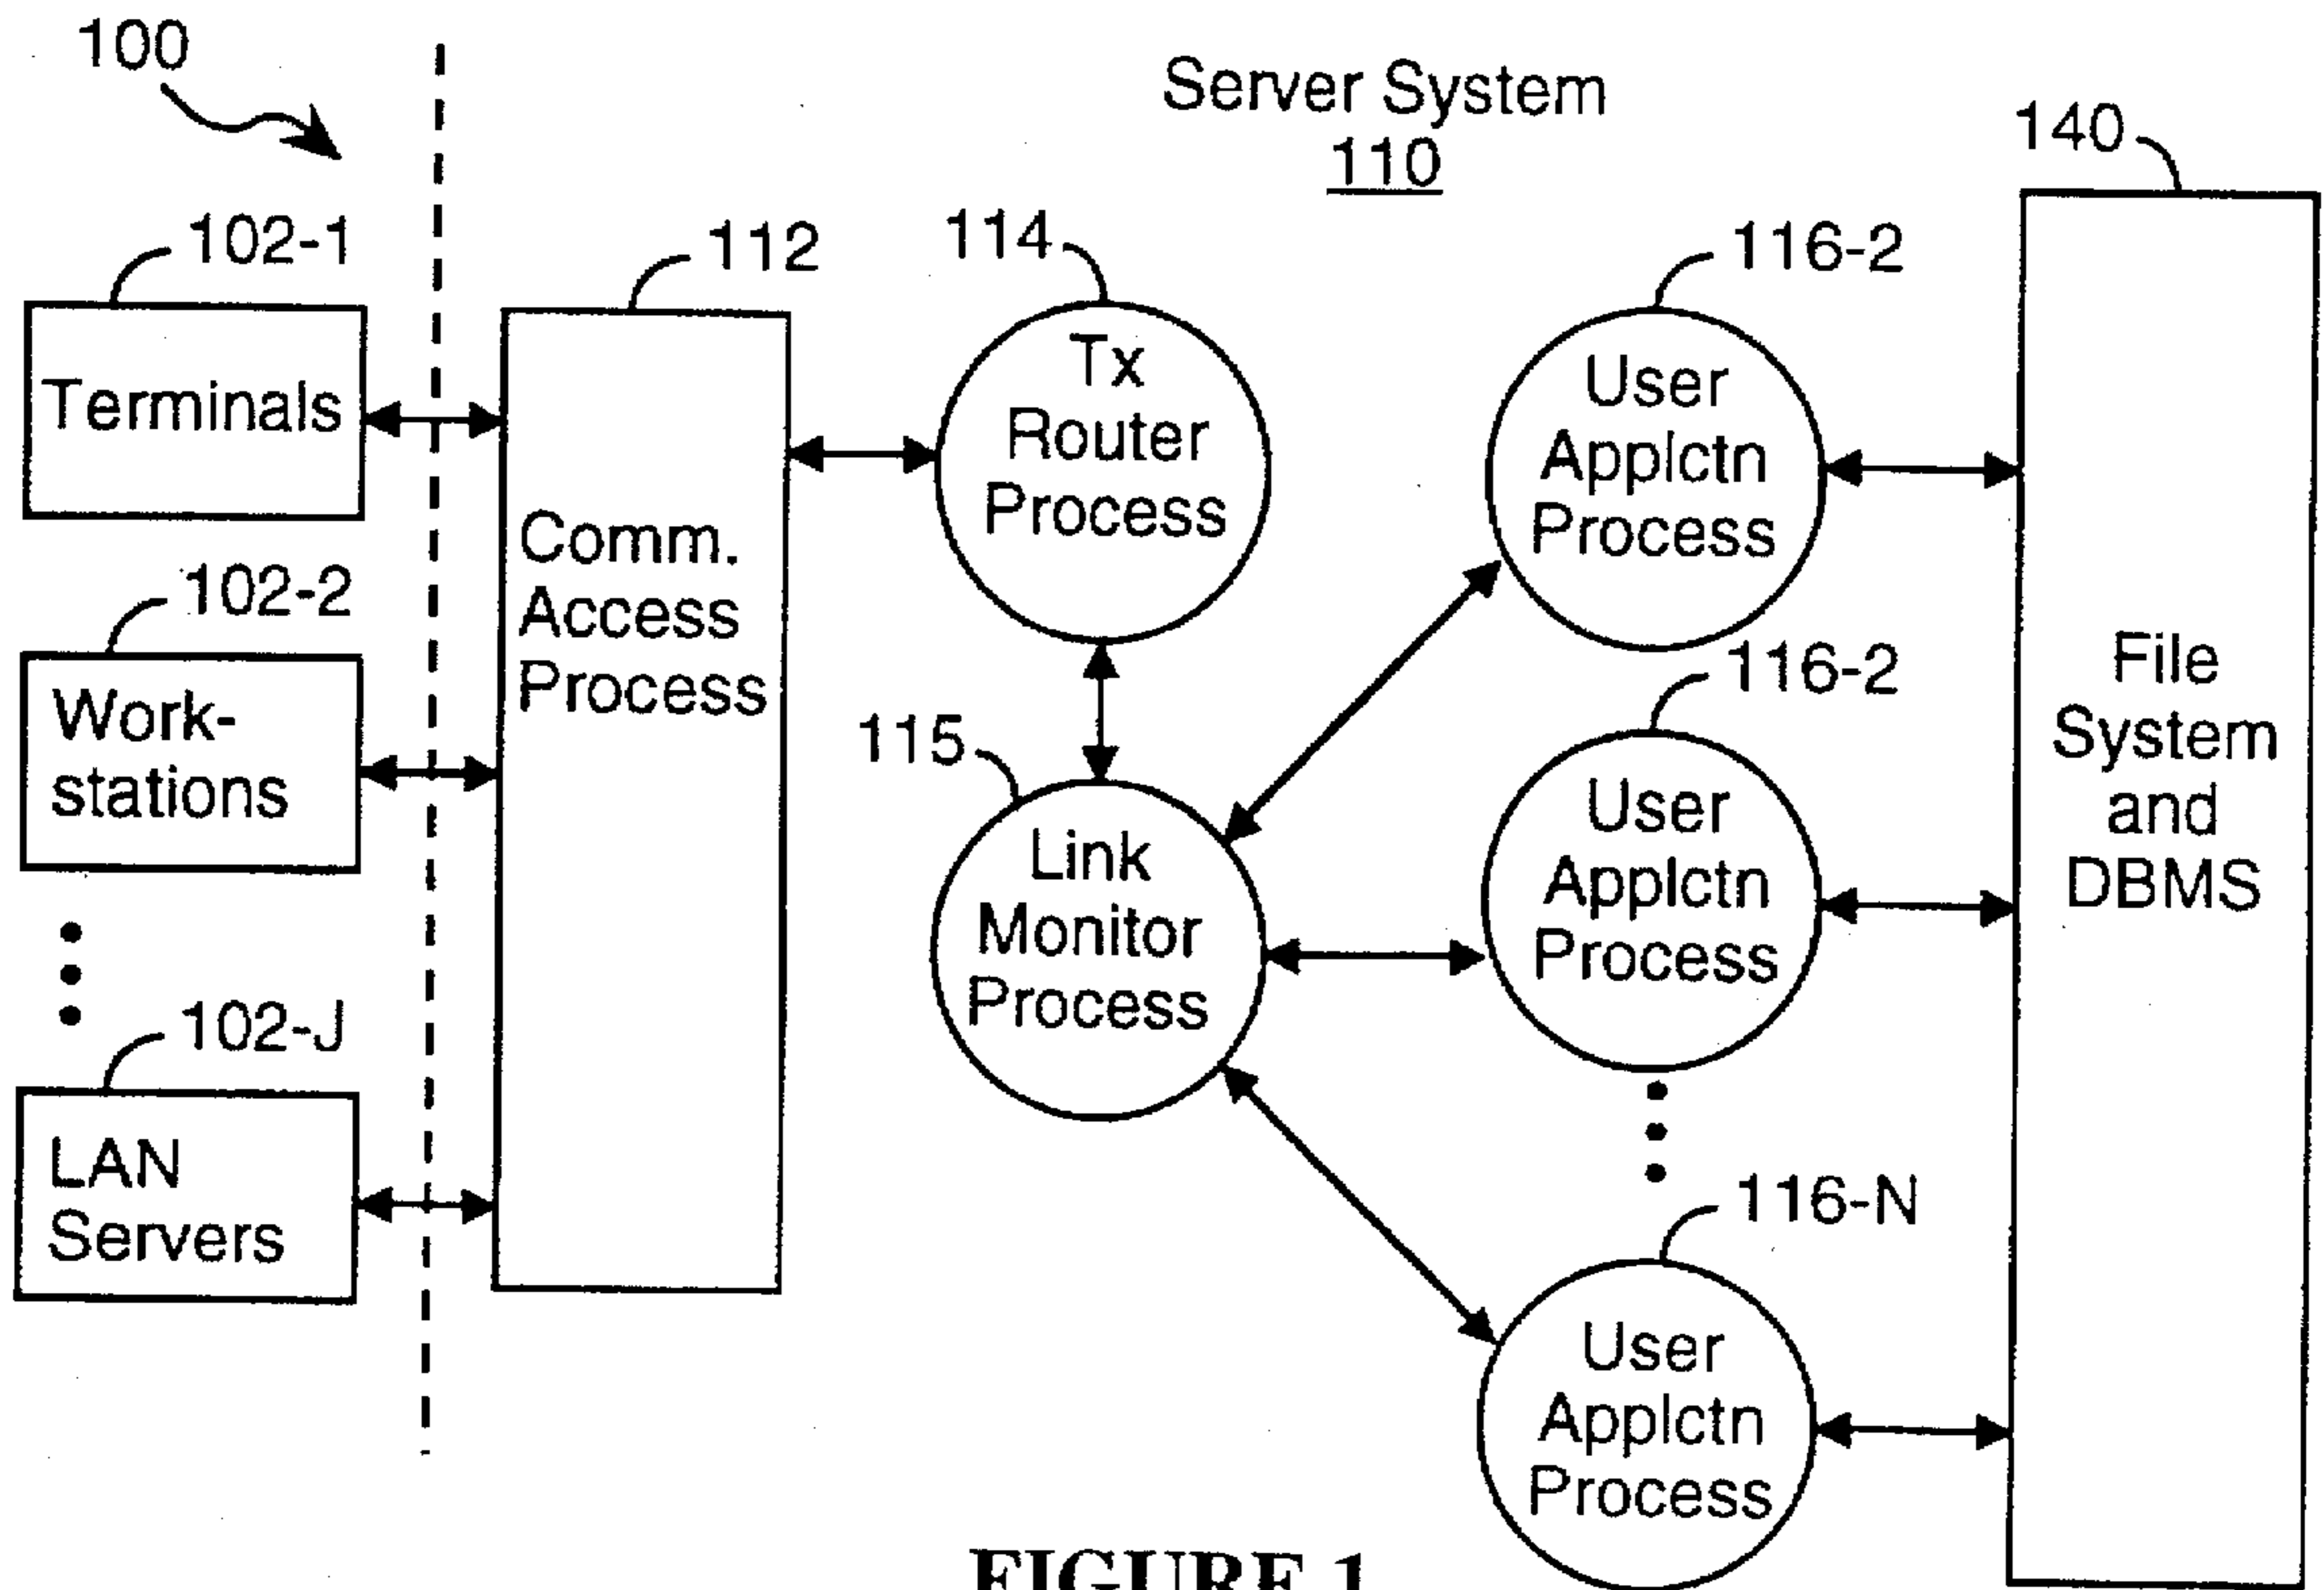 100
Server System
110
140
102-1
112
114
116-2
Terminals
Tx
Router
Process
User
Applctn
Process
Comm.
Access
Process
102-2
Work-
stations
115
Link
Monitor
Process
116-2
User
Applctn
Process
File
System
and
DBMS
102-J
LAN
Servers
116-N
User
Applctn
Process
FIGURE 1